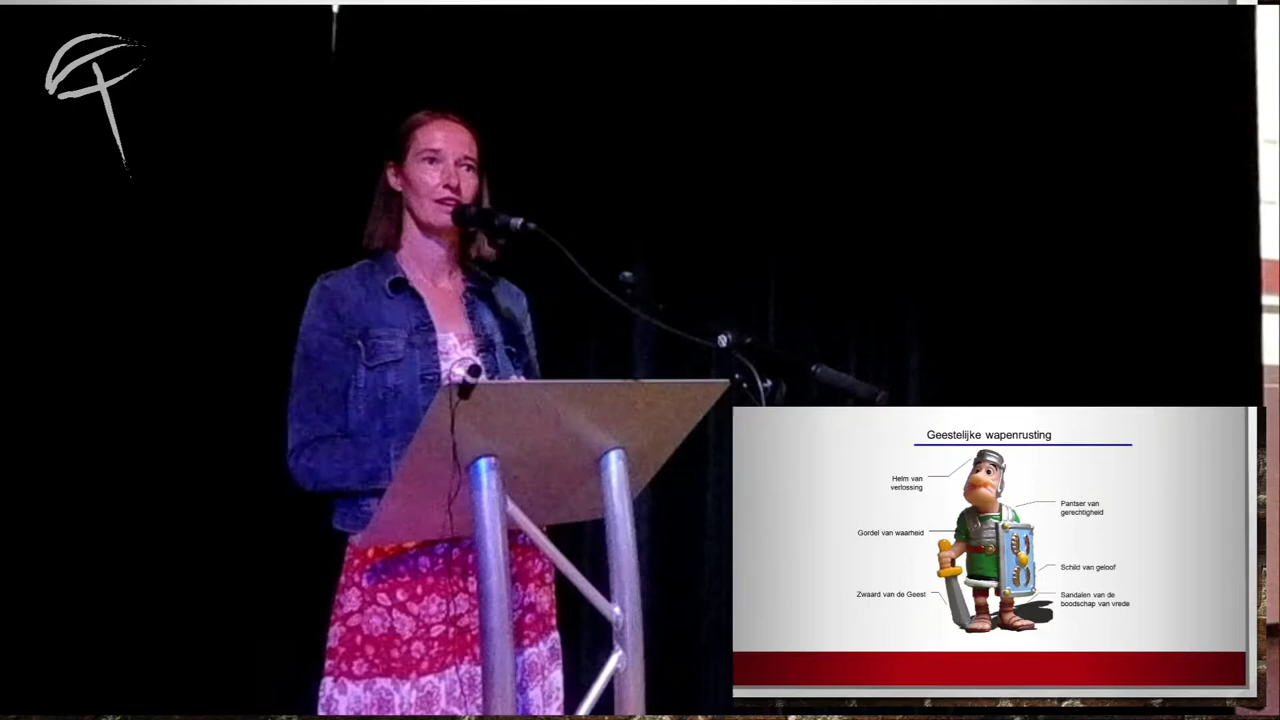 Geestelijke wapenrusting
Helm van
verlossing
Pantser van
gerechtigheid
Gordel van waarheid
Schild van geloof
Zwaard van de Geest
Sandalen van de
boodschap van vrede